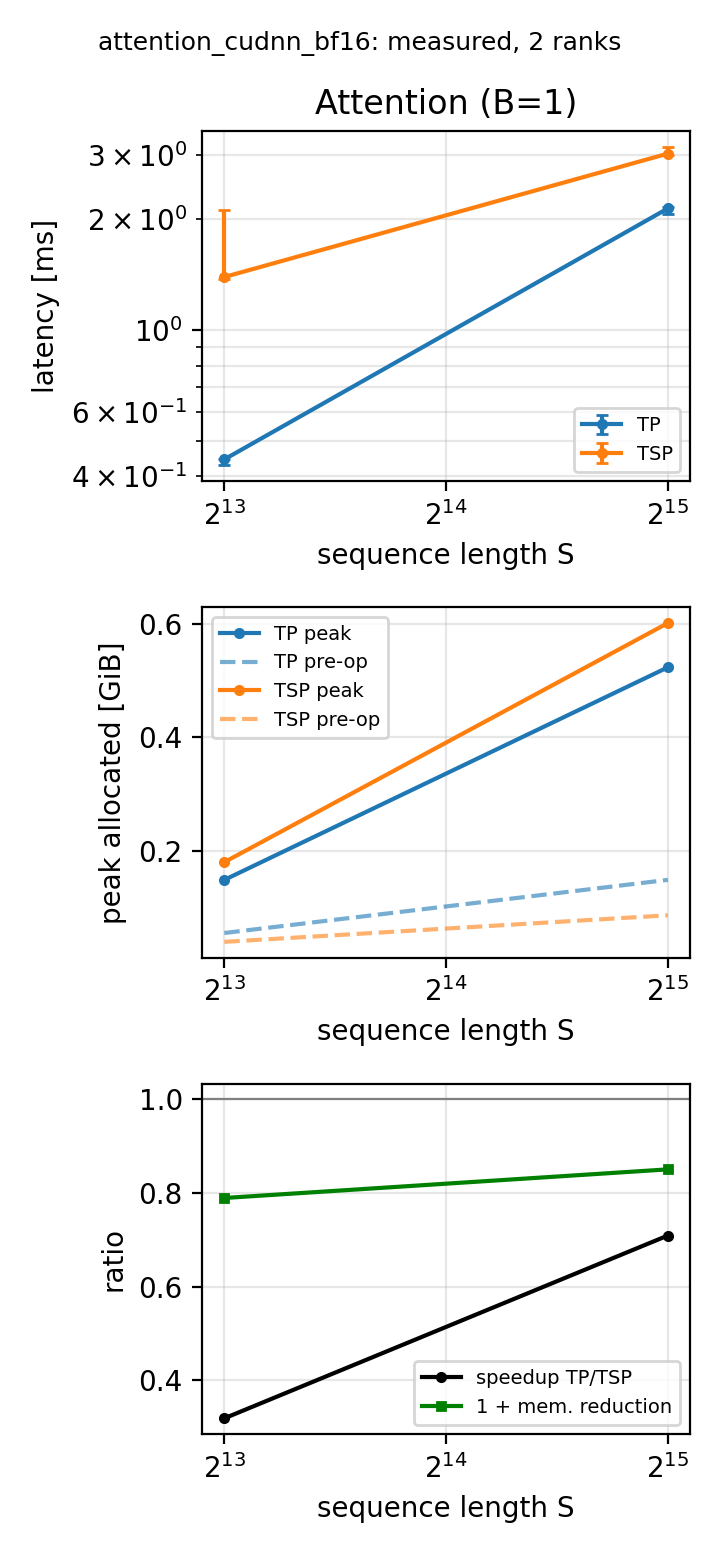 attention_cudnn_bf16: measured, 2 ranks
Attention (B=1)
latency [ms]
3 × 10⁰
2 × 10⁰
10⁰
6 × 10⁻¹
4 × 10⁻¹
TP
TSP
2¹³
2¹⁴
2¹⁵
sequence length S
peak allocated [GiB]
0.6
0.4
0.2
TP peak
TP pre-op
TSP peak
TSP pre-op
2¹³
2¹⁴
2¹⁵
sequence length S
ratio
1.0
0.8
0.6
0.4
speedup TP/TSP
1 + mem. reduction
2¹³
2¹⁴
2¹⁵
sequence length S